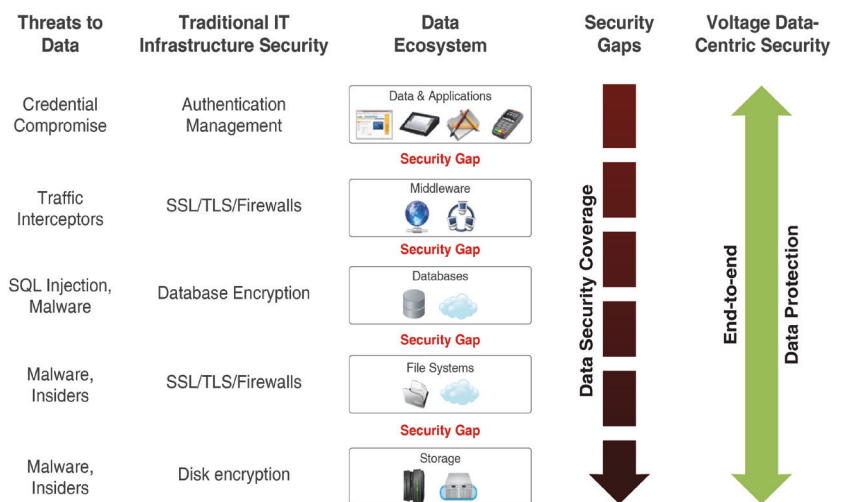 Threats to
Data
Traditional IT
Infrastructure Security
Data
Ecosystem
Security
Gaps
Voltage Data-
Centric Security
Credential
Compromise
Authentication
Management
Data & Applications
Security Gap
Traffic
Interceptors
SSL/TLS/Firewalls
Middleware
Security Gap
SQL Injection,
Malware
Database Encryption
Databases
Security Gap
Malware,
Insiders
SSL/TLS/Firewalls
File Systems
Security Gap
Malware,
Insiders
Disk encryption
Storage
Data Security Coverage
End-to-end
Data Protection